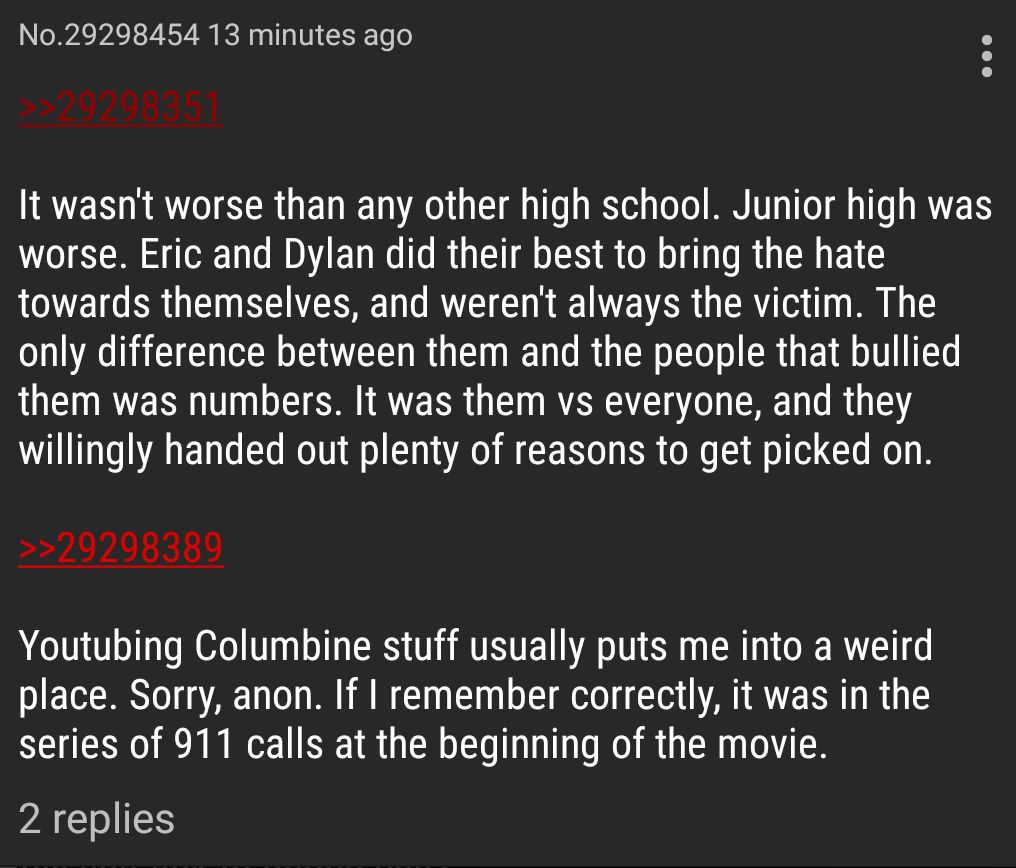 No.29298454 13 minutes ago
>>29298351
It wasn't worse than any other high school. Junior high was
worse. Eric and Dylan did their best to bring the hate
towards themselves, and weren't always the victim. The
only difference between them and the people that bullied
them was numbers. It was them vs everyone, and they
willingly handed out plenty of reasons to get picked on.
>>29298389
Youtubing Columbine stuff usually puts me into a weird
place. Sorry, anon. If I remember correctly, it was in the
series of 911 calls at the beginning of the movie.
2 replies